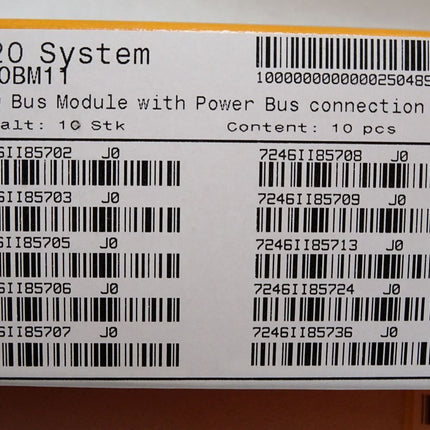 20 System
0BM11
1000000000000250485
Bus Module with Power Bus connection
alt: 10 Stk Content: 10 pcs
6II85702 J0 7246II85708 J0
6II85703 J0 7246II85709 J0
6II85705 J0 7246II85713 J0
6II85706 J0 7246II85724 J0
6II85707 J0 7246II85736 J0